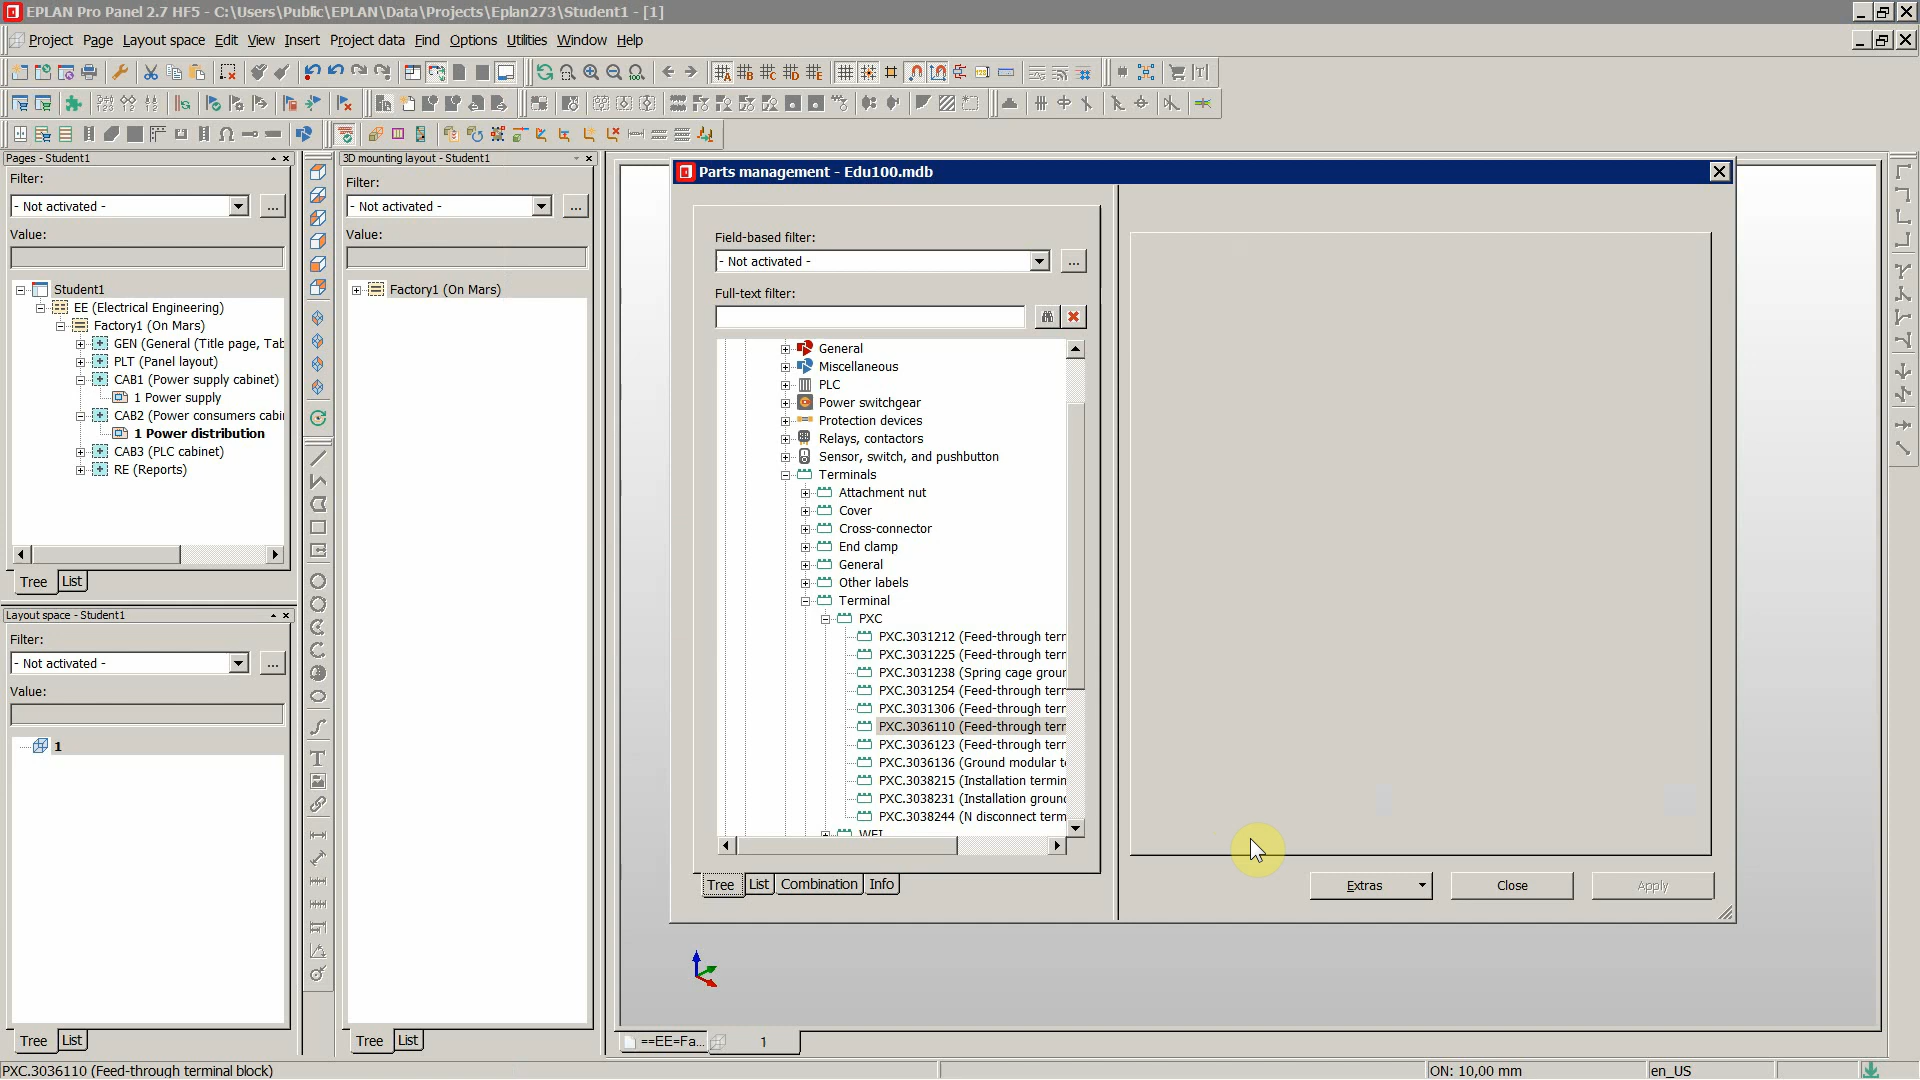 EPLAN Pro Panel 2.7 HF5 - C:\Users\Public\EPLAN\Data\Projects\Eplan273\Student1 - [1]
Project Page Layout space Edit View Insert Project data Find Options Utilities Window Help
Pages - Student1
Filter:
- Not activated -
...
Value:
Student1
EE (Electrical Engineering)
Factory1 (On Mars)
GEN (General (Title page, Tab
PLT (Panel layout)
CAB1 (Power supply cabinet)
1 Power supply
CAB2 (Power consumers cabi
1 Power distribution
CAB3 (PLC cabinet)
RE (Reports)
Tree List
Layout space - Student1
Filter:
- Not activated -
...
Value:
1
Tree List
3D mounting layout - Student1
Filter:
- Not activated -
...
Value:
Factory1 (On Mars)
Tree List
Parts management - Edu100.mdb
Field-based filter:
- Not activated -
...
Full-text filter:
General
Miscellaneous
PLC
Power switchgear
Protection devices
Relays, contactors
Sensor, switch, and pushbutton
Terminals
Attachment nut
Cover
Cross-connector
End clamp
General
Other labels
Terminal
PXC
PXC.3031212 (Feed-through terr
PXC.3031225 (Feed-through terr
PXC.3031238 (Spring cage grour
PXC.3031254 (Feed-through terr
PXC.3031306 (Feed-through terr
PXC.3036110 (Feed-through terr
PXC.3036123 (Feed-through terr
PXC.3036136 (Ground modular t
PXC.3038215 (Installation termin
PXC.3038231 (Installation ground
PXC.3038244 (N disconnect term
WEI
Tree List Combination Info
Extras Close Apply
==EE=Fa... 1
PXC.3036110 (Feed-through terminal block)
ON: 10,00 mm
en_US